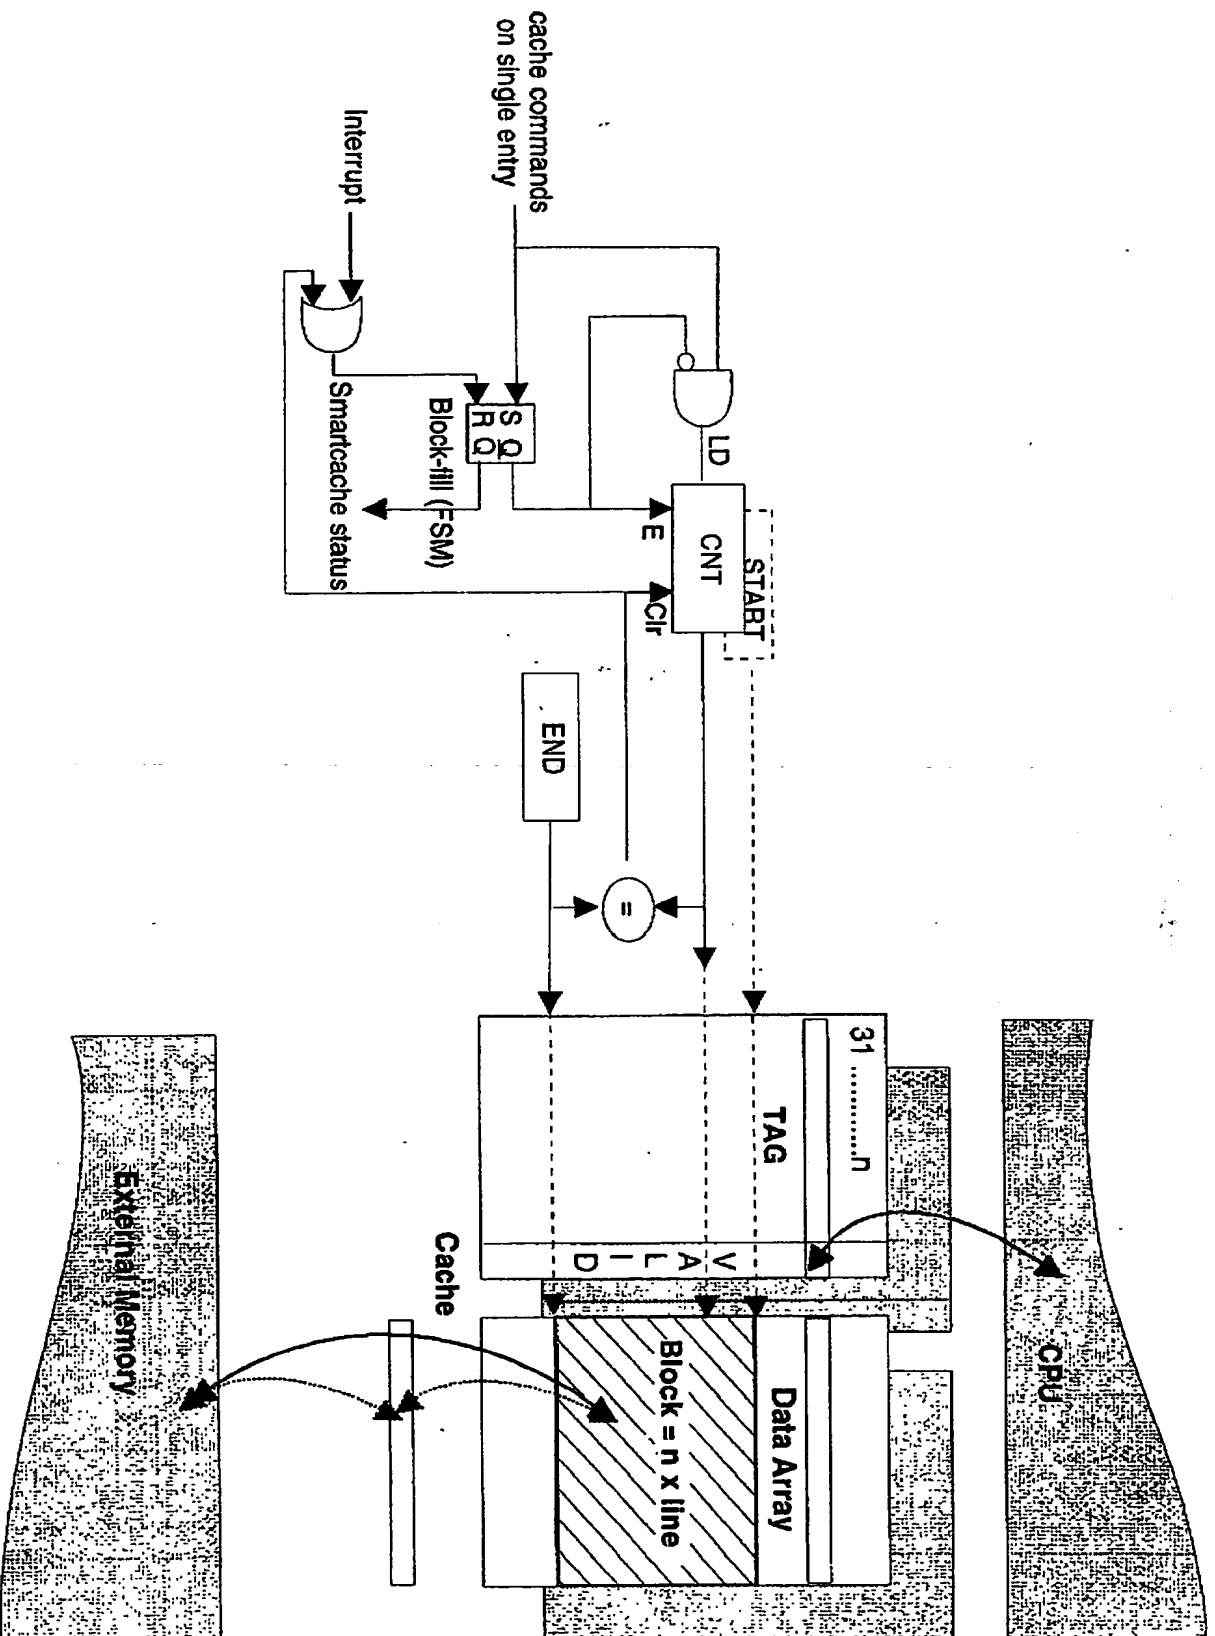 CPU
31 ............n
TAG
VALID
Data Array
Block = n x line
Cache
External Memory
START
CNT
LD
E
Clr
END
=
cache commands
on single entry
S Q
R Q
Block-fill (FSM)
Interrupt
Smartcache status